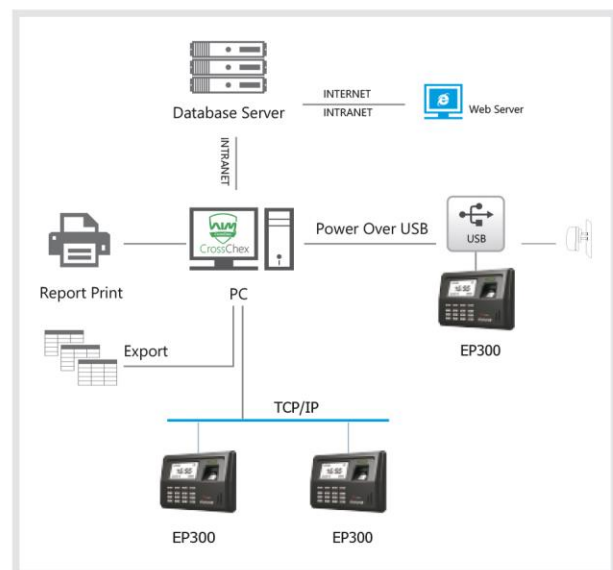 Database Server
INTERNET
INTRANET
Web Server
INTRANET
Report Print
CrossChex
PC
Power Over USB
USB
EP300
Export
TCP/IP
EP300
EP300